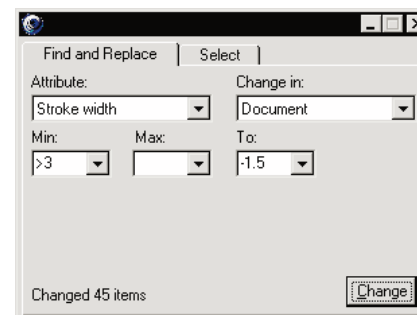 Find and Replace Select
Attribute: Change in:
Stroke width Document
Min: Max: To:
>3 -1.5
Changed 45 items Change